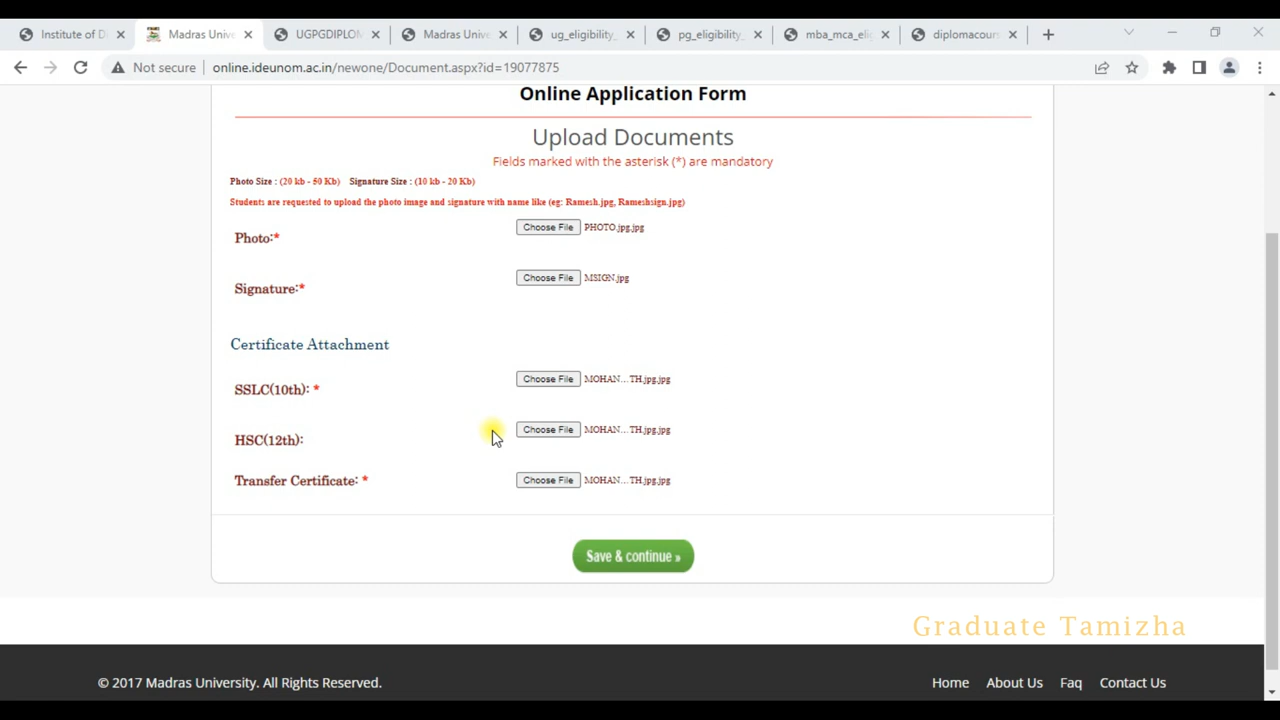 Institute of D
Madras Unive
UGPGDIPLOM
Madras Unive
ug_eligibility_
pg_eligibility_
mba_mca_eli
diplomacours
Not secure
online.ideunom.ac.in/newone/Document.aspx?id=19077875
Online Application Form
Upload Documents
Fields marked with the asterisk (*) are mandatory
Photo Size : (20 kb - 50 Kb) Signature Size : (10 kb - 20 Kb)
Students are requested to upload the photo image and signature with name like (eg: Ramesh.jpg, Rameshsign.jpg)
Photo:* Choose File PHOTO.jpg.jpg
Signature:* Choose File MSIGN.jpg
Certificate Attachment
SSLC(10th): * Choose File MOHAN...TH.jpg.jpg
HSC(12th): Choose File MOHAN...TH.jpg.jpg
Transfer Certificate: * Choose File MOHAN...TH.jpg.jpg
Save & continue »
Graduate Tamizha
© 2017 Madras University. All Rights Reserved.
Home About Us Faq Contact Us